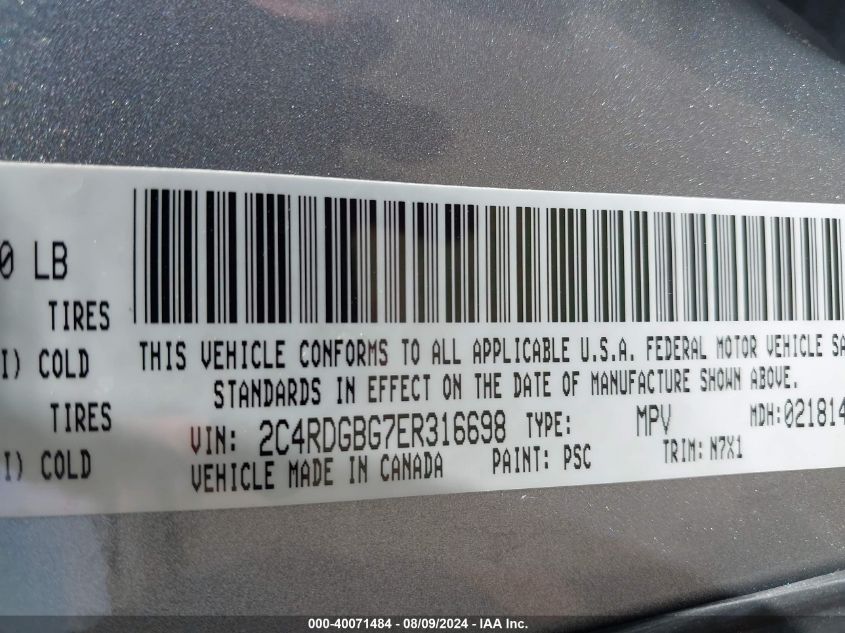 0 LB
TIRES
THIS VEHICLE CONFORMS TO ALL APPLICABLE U.S.A. FEDERAL MOTOR VEHICLE SA
I) COLD
STANDARDS IN EFFECT ON THE DATE OF MANUFACTURE SHOWN ABOVE.
TIRES
VIN: 2C4RDGBG7ER316698 TYPE: MPV MDH:021814
I) COLD
VEHICLE MADE IN CANADA PAINT: PSC TRIM: N7X1
000-40071484 - 08/09/2024 - IAA Inc.